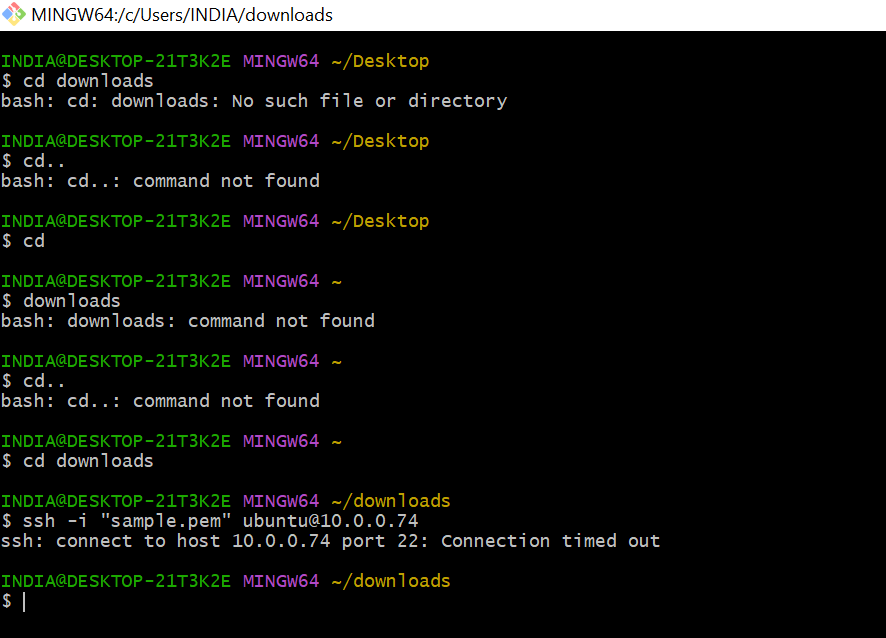 MINGW64:/c/Users/INDIA/downloads
INDIA@DESKTOP-21T3K2E MINGW64 ~/Desktop
$ cd downloads
bash: cd: downloads: No such file or directory
INDIA@DESKTOP-21T3K2E MINGW64 ~/Desktop
$ cd..
bash: cd..: command not found
INDIA@DESKTOP-21T3K2E MINGW64 ~/Desktop
$ cd
INDIA@DESKTOP-21T3K2E MINGW64 ~
$ downloads
bash: downloads: command not found
INDIA@DESKTOP-21T3K2E MINGW64 ~
$ cd..
bash: cd..: command not found
INDIA@DESKTOP-21T3K2E MINGW64 ~
$ cd downloads
INDIA@DESKTOP-21T3K2E MINGW64 ~/downloads
$ ssh -i "sample.pem" ubuntu@10.0.0.74
ssh: connect to host 10.0.0.74 port 22: Connection timed out
INDIA@DESKTOP-21T3K2E MINGW64 ~/downloads
$